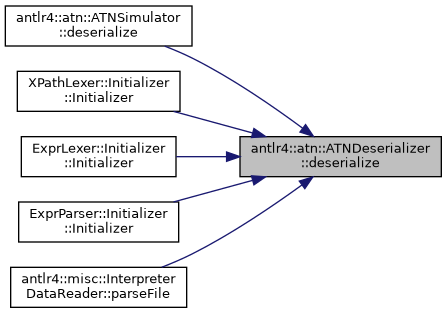 antlr4::atn::ATNSimulator
::deserialize
XPathLexer::Initializer
::Initializer
ExprLexer::Initializer
::Initializer
antlr4::atn::ATNDeserializer
::deserialize
ExprParser::Initializer
::Initializer
antlr4::misc::Interpreter
DataReader::parseFile